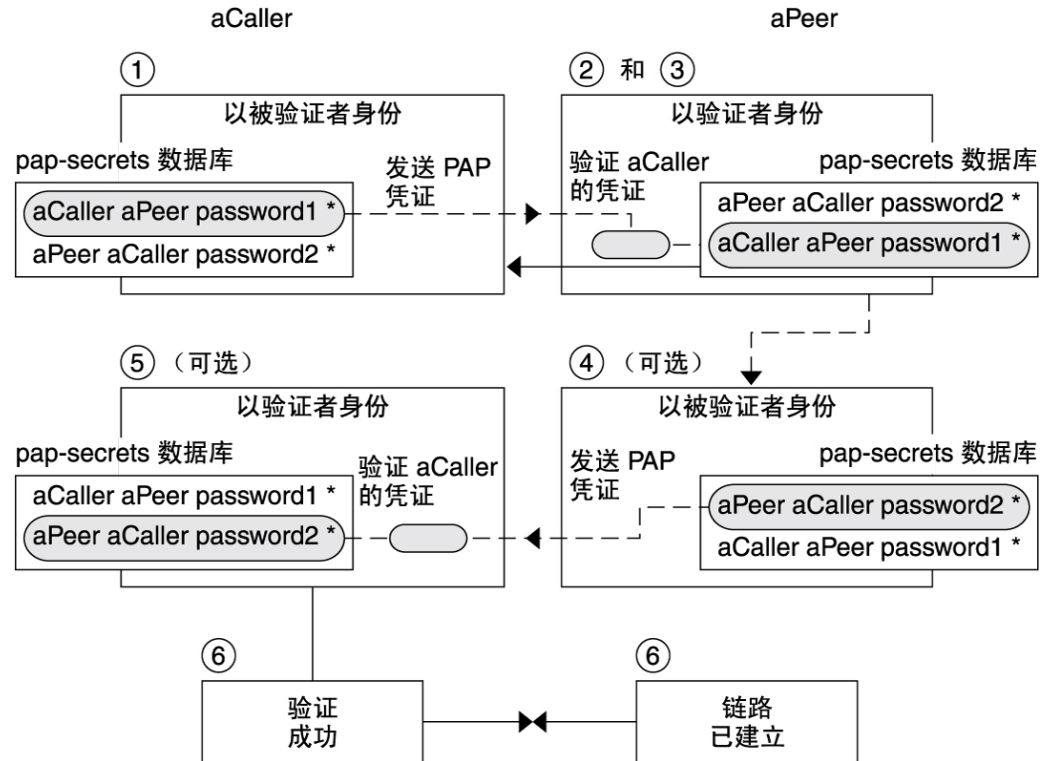 aCaller
aPeer
①
② 和 ③
以被验证者身份
以验证者身份
pap-secrets 数据库
发送 PAP
凭证
aCaller aPeer password1 *
aPeer aCaller password2 *
验证 aCaller
的凭证
pap-secrets 数据库
aPeer aCaller password2 *
aCaller aPeer password1 *
⑤ （可选）
④ （可选）
以验证者身份
以被验证者身份
pap-secrets 数据库
验证 aCaller
的凭证
aCaller aPeer password1 *
aPeer aCaller password2 *
发送 PAP
凭证
pap-secrets 数据库
aPeer aCaller password2 *
aCaller aPeer password1 *
⑥
⑥
验证
成功
链路
已建立